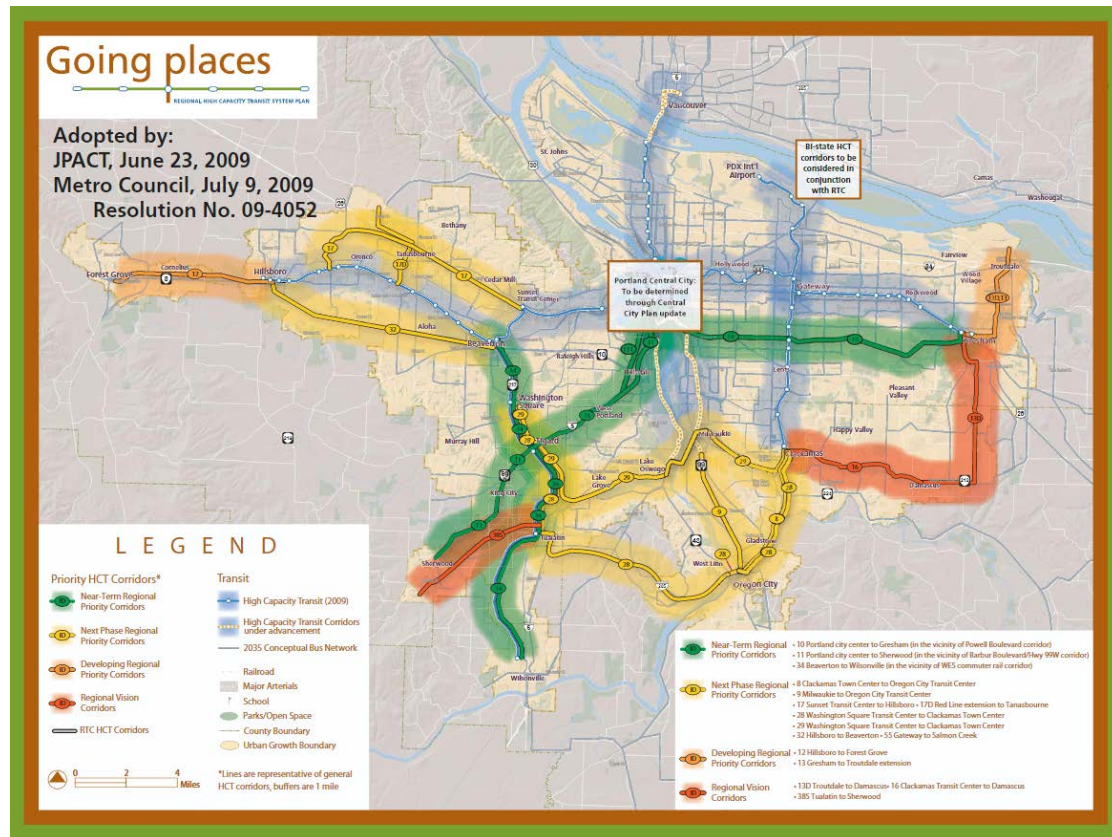 Going places
REGIONAL HIGH CAPACITY TRANSIT SYSTEM PLAN
Adopted by:
JPACT, June 23, 2009
Metro Council, July 9, 2009
Resolution No. 09-4052
Vancouver
St. Johns
PDX Int'l
Airport
BI-state HCT
corridors to be
considered in
conjunction
with RTC
Camas
Washougal
Bethany
Tanasbourne
Orenco
Cedar Mill
Sunset
Transit Center
Hillsboro
Cornelius
Forest Grove
Aloha
Beaverton
Portland Central City:
To be determined
through Central
City Plan update
Hollywood
Gateway
Rockwood
Fairview
Wood
Village
Troutdale
Gresham
Raleigh Hills
Hillsdale
West
Portland
Lents
Pleasant
Valley
Happy Valley
Washington
Square
Murray Hill
Tigard
King City
Lake
Oswego
Lake
Grove
Milwaukie
Clackamas
Damascus
Gladstone
West Linn
Oregon City
Tualatin
Sherwood
Wilsonville
LEGEND
Priority HCT Corridors*
Near-Term Regional
Priority Corridors
Next Phase Regional
Priority Corridors
Developing Regional
Priority Corridors
Regional Vision
Corridors
RTC HCT Corridors
0 2 4
Miles
Transit
High Capacity Transit (2009)
High Capacity Transit Corridors
under advancement
2035 Conceptual Bus Network
Railroad
Major Arterials
School
Parks/Open Space
County Boundary
Urban Growth Boundary
*Lines are representative of general
HCT corridors, buffers are 1 mile
Near-Term Regional
Priority Corridors
• 10 Portland city center to Gresham (in the vicinity of Powell Boulevard corridor)
• 11 Portland city center to Sherwood (in the vicinity of Barbur Boulevard/Hwy 99W corridor)
• 34 Beaverton to Wilsonville (in the vicinity of WES commuter rail corridor)
Next Phase Regional
Priority Corridors
• 8 Clackamas Town Center to Oregon City Transit Center
• 9 Milwaukie to Oregon City Transit Center
• 17 Sunset Transit Center to Hillsboro • 17D Red Line extension to Tanasbourne
• 28 Washington Square Transit Center to Clackamas Town Center
• 29 Washington Square Transit Center to Clackamas Town Center
• 32 Hillsboro to Beaverton • 55 Gateway to Salmon Creek
Developing Regional
Priority Corridors
• 12 Hillsboro to Forest Grove
• 13 Gresham to Troutdale extension
Regional Vision
Corridors
• 13D Troutdale to Damascus • 16 Clackamas Transit Center to Damascus
• 38S Tualatin to Sherwood